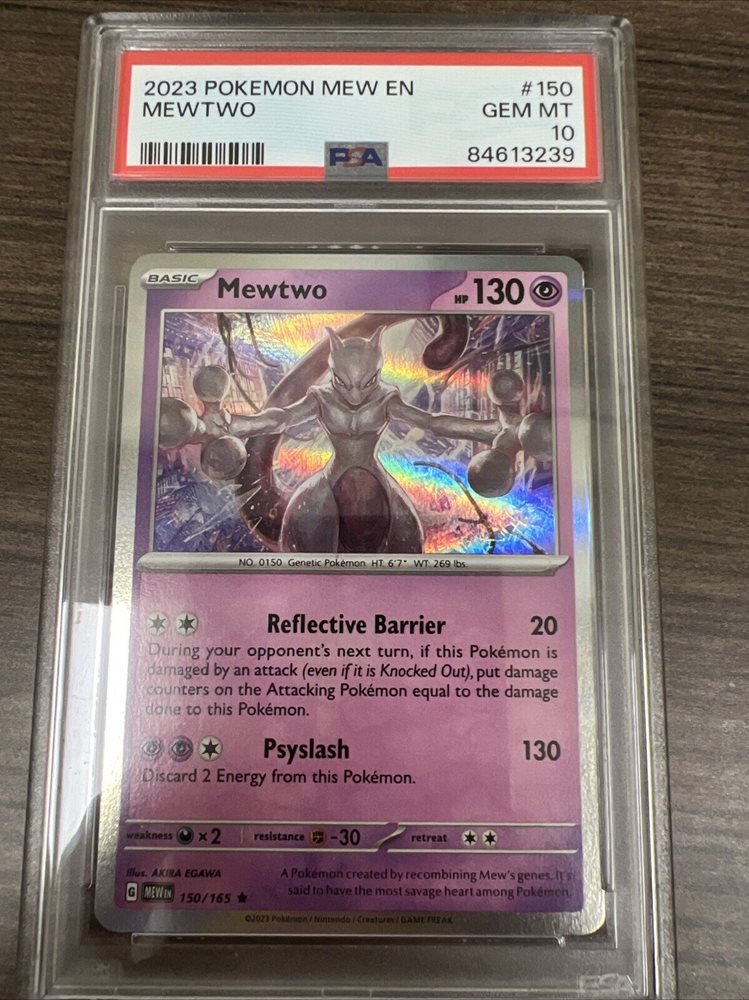 2023 POKEMON MEW EN #150
MEWTWO GEM MT
10
PSA 84613239
BASIC Mewtwo HP 130
NO. 0150 Genetic Pokémon HT: 6'7" WT: 269 lbs.
Reflective Barrier 20
During your opponent's next turn, if this Pokémon is
damaged by an attack (even if it is Knocked Out), put damage
counters on the Attacking Pokémon equal to the damage
done to this Pokémon.
Psyslash 130
Discard 2 Energy from this Pokémon.
weakness ×2 resistance -30 retreat
Illus. AKIRA EGAWA
A Pokémon created by recombining Mew's genes. It's
said to have the most savage heart among Pokémon.
G MEW EN 150/165 ★
©2023 Pokémon / Nintendo / Creatures / GAME FREAK
PSA